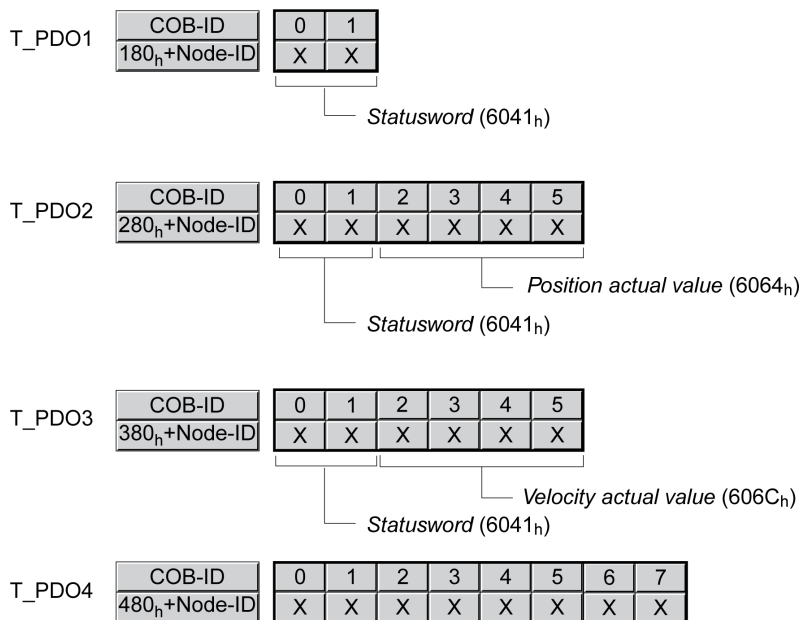 T_PDO1
COB-ID 0 1
180h+Node-ID X X
Statusword (6041h)
T_PDO2
COB-ID 0 1 2 3 4 5
280h+Node-ID X X X X X X
Position actual value (6064h)
Statusword (6041h)
T_PDO3
COB-ID 0 1 2 3 4 5
380h+Node-ID X X X X X X
Velocity actual value (606Ch)
Statusword (6041h)
T_PDO4
COB-ID 0 1 2 3 4 5 6 7
480h+Node-ID X X X X X X X X